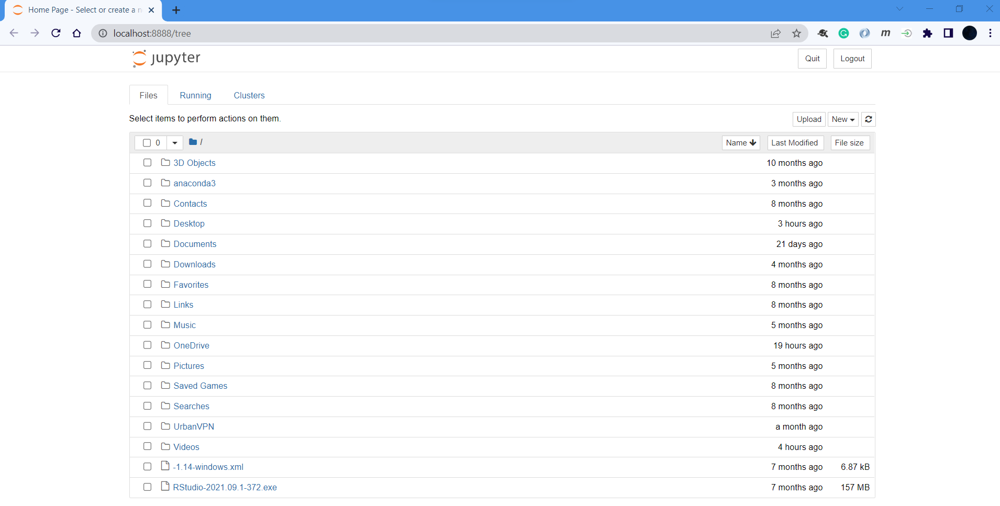 Home Page - Select or create a n
localhost:8888/tree
jupyter
Quit
Logout
Files
Running
Clusters
Select items to perform actions on them.
Upload
New
0
/
Name
Last Modified
File size
3D Objects 10 months ago
anaconda3 3 months ago
Contacts 8 months ago
Desktop 3 hours ago
Documents 21 days ago
Downloads 4 months ago
Favorites 8 months ago
Links 8 months ago
Music 5 months ago
OneDrive 19 hours ago
Pictures 5 months ago
Saved Games 8 months ago
Searches 8 months ago
UrbanVPN a month ago
Videos 4 hours ago
-1.14-windows.xml 7 months ago 6.87 kB
RStudio-2021.09.1-372.exe 7 months ago 157 MB